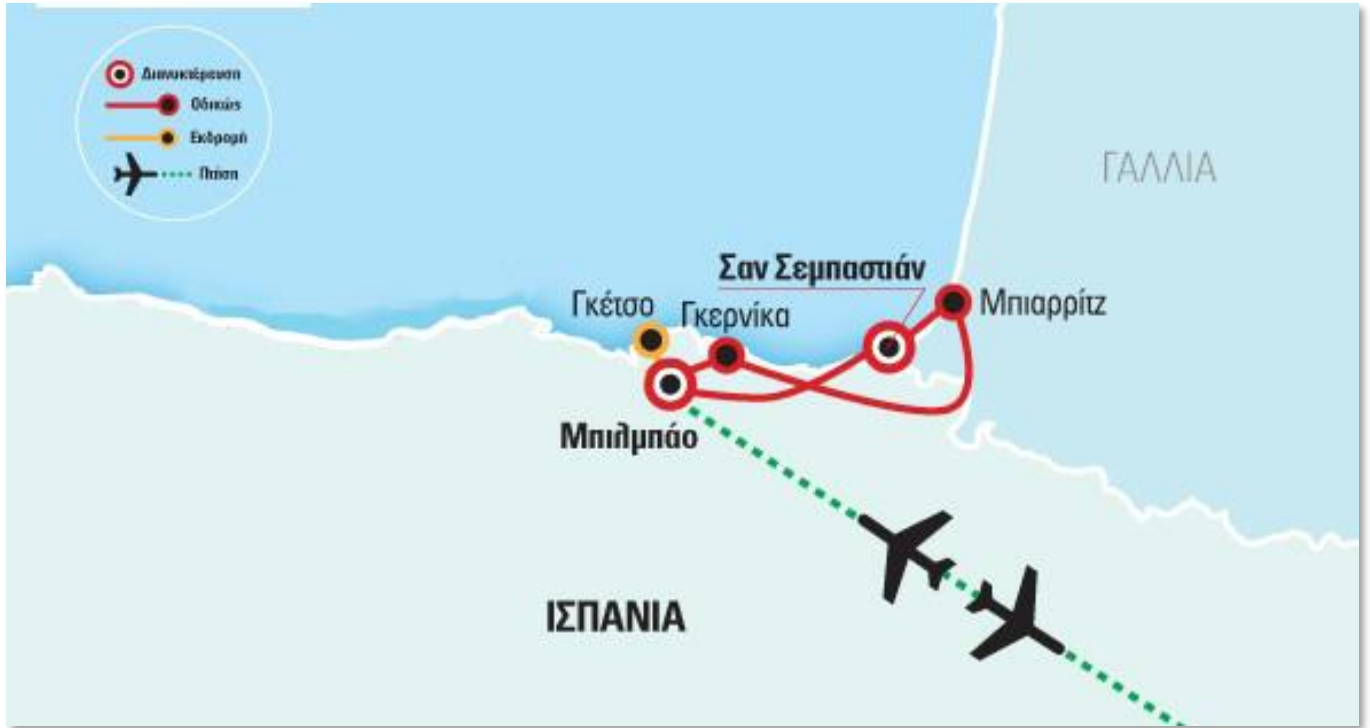 Διανυκτέρευση
Οδικώς
Εκδρομή
Πτήση
ΓΑΛΛΙΑ
Σαν Σεμπαστιάν
Γκέτσο
Γκερνίκα
Μπιαρρίτζ
Μπιλμπάο
ΙΣΠΑΝΙΑ